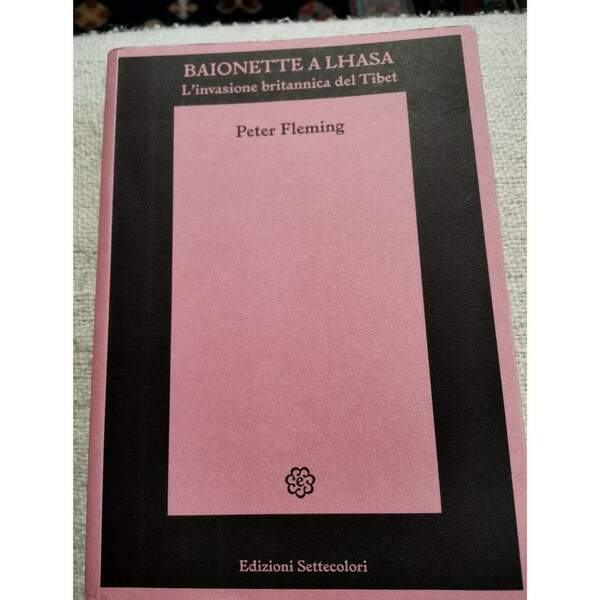 BAIONETTE A LHASA
L'invasione britannica del Tibet
Peter Fleming
e
Edizioni Settecolori